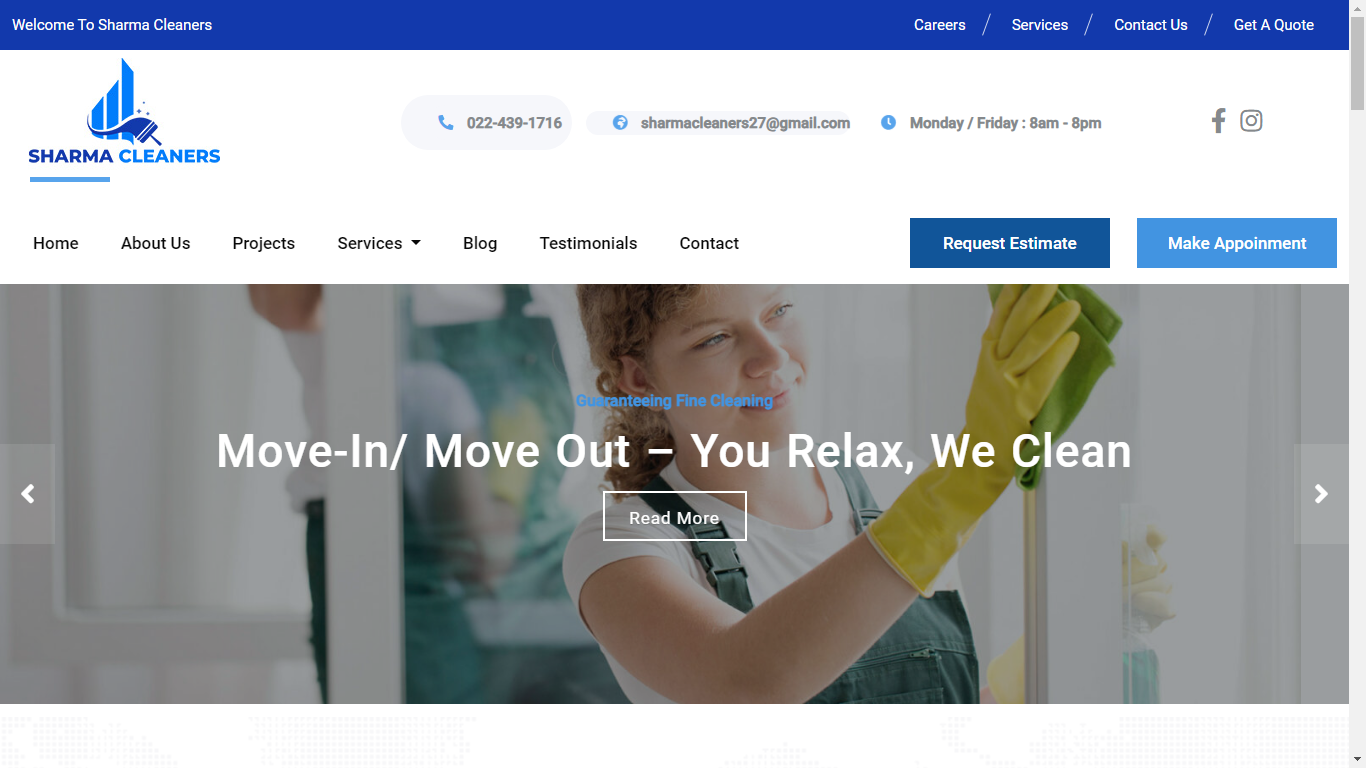 Welcome To Sharma Cleaners
Careers / Services / Contact Us / Get A Quote
SHARMA CLEANERS
022-439-1716
sharmacleaners27@gmail.com
Monday / Friday : 8am - 8pm
Home
About Us
Projects
Services
Blog
Testimonials
Contact
Request Estimate
Make Appoinment
Guaranteeing Fine Cleaning
Move-In/ Move Out – You Relax, We Clean
Read More